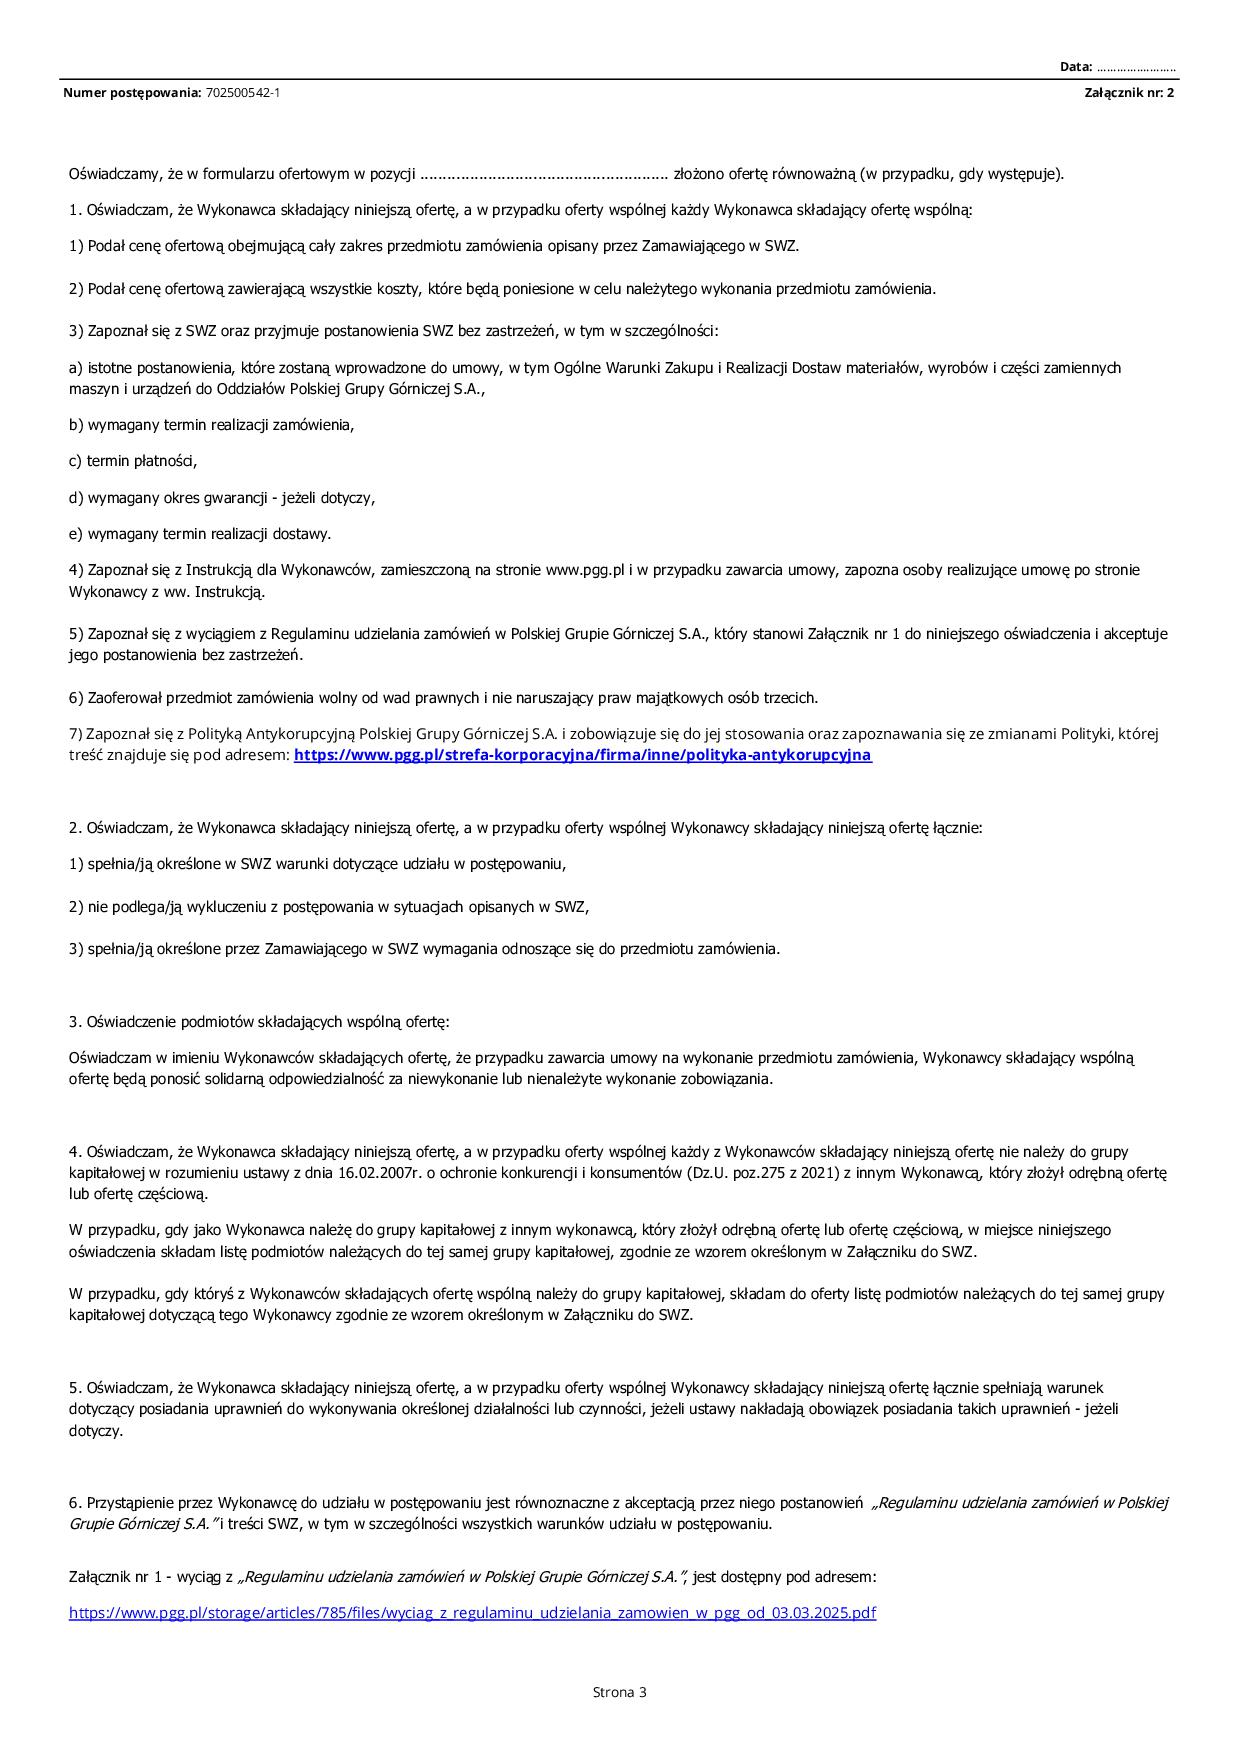 Data: ........................
Numer postępowania: 702500542-1 Załącznik nr: 2
Oświadczamy, że w formularzu ofertowym w pozycji ....................................................... złożono ofertę równoważną (w przypadku, gdy występuje).
1. Oświadczam, że Wykonawca składający niniejszą ofertę, a w przypadku oferty wspólnej każdy Wykonawca składający ofertę wspólną:
1) Podał cenę ofertową obejmującą cały zakres przedmiotu zamówienia opisany przez Zamawiającego w SWZ.
2) Podał cenę ofertową zawierającą wszystkie koszty, które będą poniesione w celu należytego wykonania przedmiotu zamówienia.
3) Zapoznał się z SWZ oraz przyjmuje postanowienia SWZ bez zastrzeżeń, w tym w szczególności:
a) istotne postanowienia, które zostaną wprowadzone do umowy, w tym Ogólne Warunki Zakupu i Realizacji Dostaw materiałów, wyrobów i części zamiennych
maszyn i urządzeń do Oddziałów Polskiej Grupy Górniczej S.A.,
b) wymagany termin realizacji zamówienia,
c) termin płatności,
d) wymagany okres gwarancji - jeżeli dotyczy,
e) wymagany termin realizacji dostawy.
4) Zapoznał się z Instrukcją dla Wykonawców, zamieszczoną na stronie www.pgg.pl i w przypadku zawarcia umowy, zapozna osoby realizujące umowę po stronie
Wykonawcy z ww. Instrukcją.
5) Zapoznał się z wyciągiem z Regulaminu udzielania zamówień w Polskiej Grupie Górniczej S.A., który stanowi Załącznik nr 1 do niniejszego oświadczenia i akceptuje
jego postanowienia bez zastrzeżeń.
6) Zaoferował przedmiot zamówienia wolny od wad prawnych i nie naruszający praw majątkowych osób trzecich.
7) Zapoznał się z Polityką Antykorupcyjną Polskiej Grupy Górniczej S.A. i zobowiązuje się do jej stosowania oraz zapoznawania się ze zmianami Polityki, której
treść znajduje się pod adresem: https://www.pgg.pl/strefa-korporacyjna/firma/inne/polityka-antykorupcyjna
2. Oświadczam, że Wykonawca składający niniejszą ofertę, a w przypadku oferty wspólnej Wykonawcy składający niniejszą ofertę łącznie:
1) spełnia/ją określone w SWZ warunki dotyczące udziału w postępowaniu,
2) nie podlega/ją wykluczeniu z postępowania w sytuacjach opisanych w SWZ,
3) spełnia/ją określone przez Zamawiającego w SWZ wymagania odnoszące się do przedmiotu zamówienia.
3. Oświadczenie podmiotów składających wspólną ofertę:
Oświadczam w imieniu Wykonawców składających ofertę, że przypadku zawarcia umowy na wykonanie przedmiotu zamówienia, Wykonawcy składający wspólną
ofertę będą ponosić solidarną odpowiedzialność za niewykonanie lub nienależyte wykonanie zobowiązania.
4. Oświadczam, że Wykonawca składający niniejszą ofertę, a w przypadku oferty wspólnej każdy z Wykonawców składający niniejszą ofertę nie należy do grupy
kapitałowej w rozumieniu ustawy z dnia 16.02.2007r. o ochronie konkurencji i konsumentów (Dz.U. poz.275 z 2021) z innym Wykonawcą, który złożył odrębną ofertę
lub ofertę częściową.
W przypadku, gdy jako Wykonawca należę do grupy kapitałowej z innym wykonawcą, który złożył odrębną ofertę lub ofertę częściową, w miejsce niniejszego
oświadczenia składam listę podmiotów należących do tej samej grupy kapitałowej, zgodnie ze wzorem określonym w Załączniku do SWZ.
W przypadku, gdy któryś z Wykonawców składających ofertę wspólną należy do grupy kapitałowej, składam do oferty listę podmiotów należących do tej samej grupy
kapitałowej dotyczącą tego Wykonawcy zgodnie ze wzorem określonym w Załączniku do SWZ.
5. Oświadczam, że Wykonawca składający niniejszą ofertę, a w przypadku oferty wspólnej Wykonawcy składający niniejszą ofertę łącznie spełniają warunek
dotyczący posiadania uprawnień do wykonywania określonej działalności lub czynności, jeżeli ustawy nakładają obowiązek posiadania takich uprawnień - jeżeli
dotyczy.
6. Przystąpienie przez Wykonawcę do udziału w postępowaniu jest równoznaczne z akceptacją przez niego postanowień „Regulaminu udzielania zamówień w Polskiej
Grupie Górniczej S.A.” i treści SWZ, w tym w szczególności wszystkich warunków udziału w postępowaniu.
Załącznik nr 1 - wyciąg z „Regulaminu udzielania zamówień w Polskiej Grupie Górniczej S.A.”, jest dostępny pod adresem:
https://www.pgg.pl/storage/articles/785/files/wyciag_z_regulaminu_udzielania_zamowien_w_pgg_od_03.03.2025.pdf
Strona 3